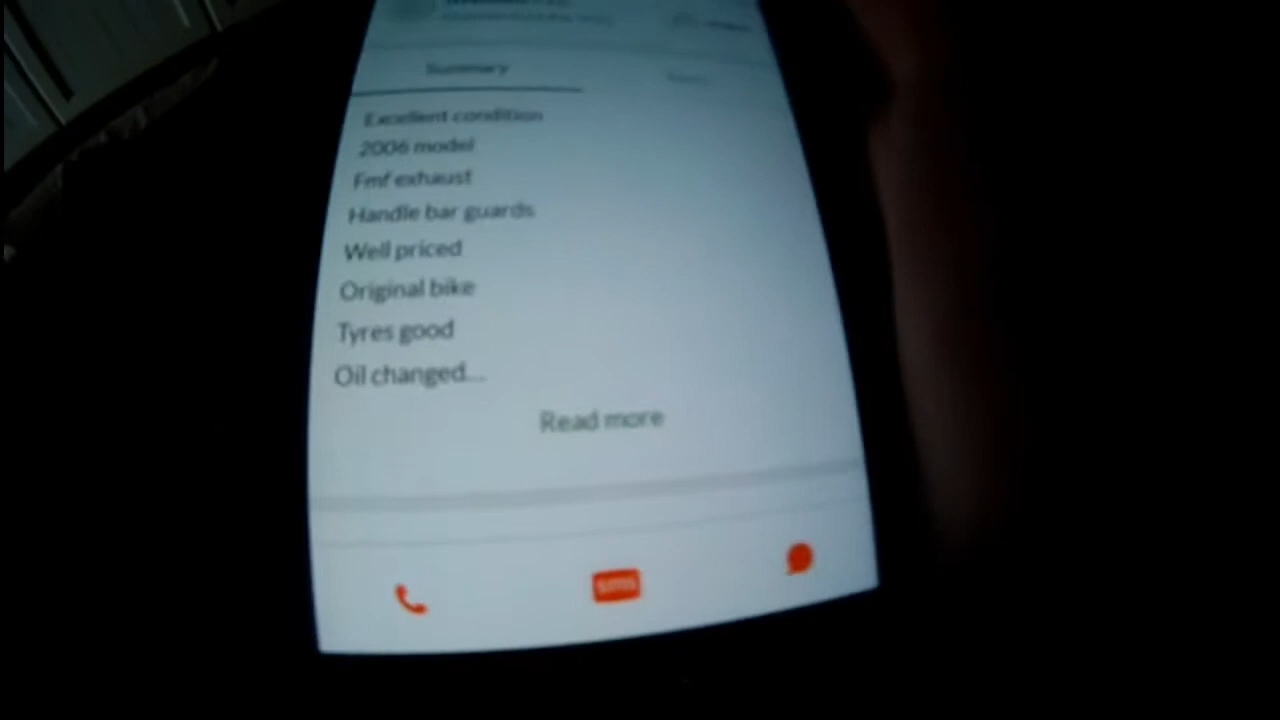 Summary
Excellent condition
2006 model
Fmf exhaust
Handle bar guards
Well priced
Original bike
Tyres good
Oil changed...
Read more
sms